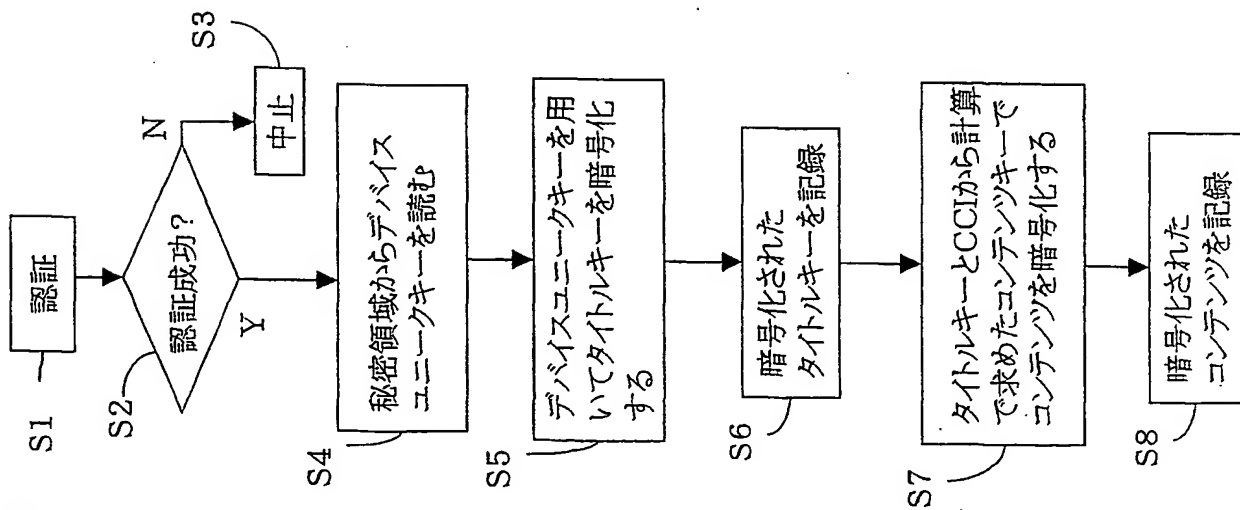 S1
認証
S2
認証成功?
N
S3
中止
Y
S4
秘密領域からデバイス
ユニークキーを読む
S5
デバイスユニークキーを用
いてタイトルキーを暗号化
する
S6
暗号化された
タイトルキーを記録
S7
タイトルキーとCCIから計算
で求めたコンテンツキーで
コンテンツを暗号化する
S8
暗号化された
コンテンツを記録